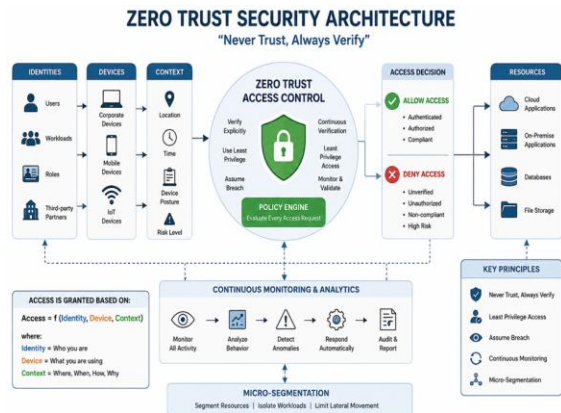 ZERO TRUST SECURITY ARCHITECTURE
“Never Trust, Always Verify”
IDENTITIES
Users
Workloads
Roles
Third-party
Partners
DEVICES
Corporate
Devices
Mobile
Devices
IoT
Devices
CONTEXT
Location
Time
Device
Posture
Risk Level
ZERO TRUST
ACCESS CONTROL
Verify
Explicitly
Use Least
Privilege
Assume
Breach
Continuous
Verification
Least
Privilege
Access
Monitor &
Validate
POLICY ENGINE
Evaluate Every Access Request
ACCESS DECISION
ALLOW ACCESS
• Authenticated
• Authorized
• Compliant
DENY ACCESS
• Unverified
• Unauthorized
• Non-compliant
• High Risk
RESOURCES
Cloud
Applications
On-Premise
Applications
Databases
File Storage
ACCESS IS GRANTED BASED ON:
Access = f (Identity, Device, Context)
where:
Identity = Who you are
Device = What you are using
Context = Where, When, How, Why
CONTINUOUS MONITORING & ANALYTICS
Monitor
All Activity
Analyze
Behavior
Detect
Anomalies
Respond
Automatically
Audit &
Report
MICRO-SEGMENTATION
Segment Resources | Isolate Workloads | Limit Lateral Movement
KEY PRINCIPLES
Never Trust, Always Verify
Least Privilege Access
Assume Breach
Continuous Monitoring
Micro-Segmentation